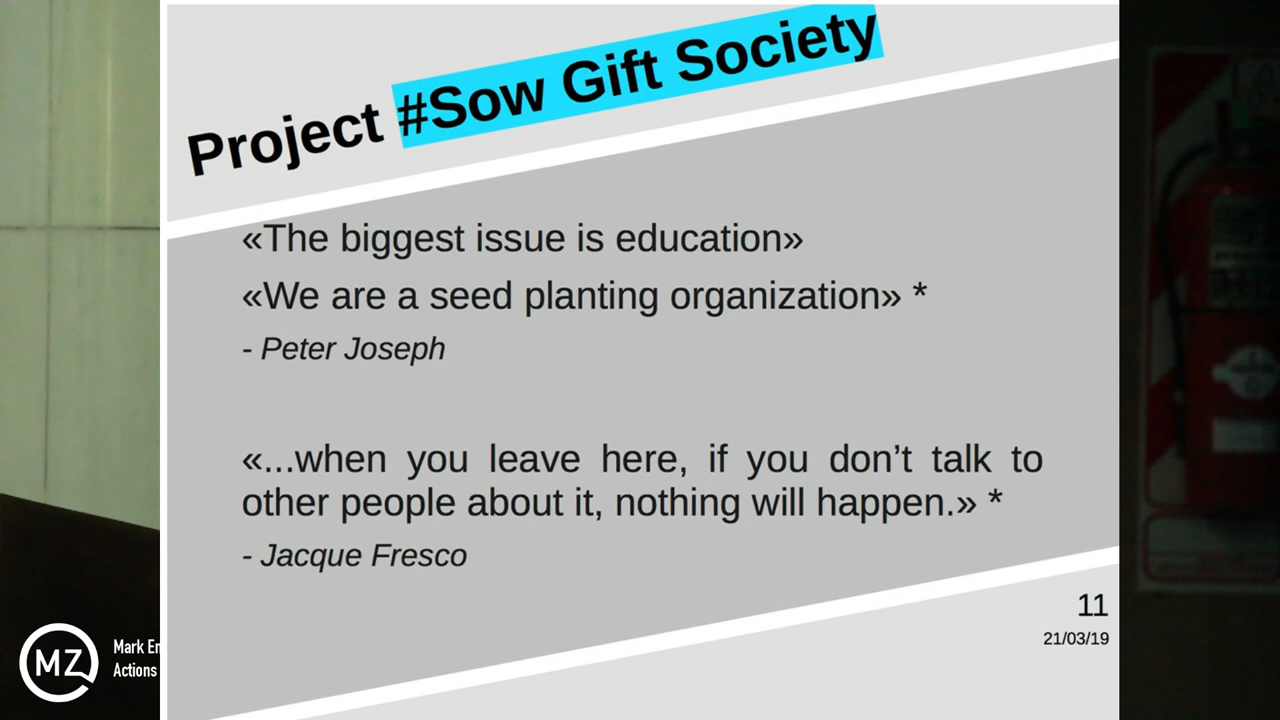 Project #Sow Gift Society
«The biggest issue is education»
«We are a seed planting organization» *
- Peter Joseph
«...when you leave here, if you don’t talk to
other people about it, nothing will happen.» *
- Jacque Fresco
11
21/03/19
MZ
Mark
Actions